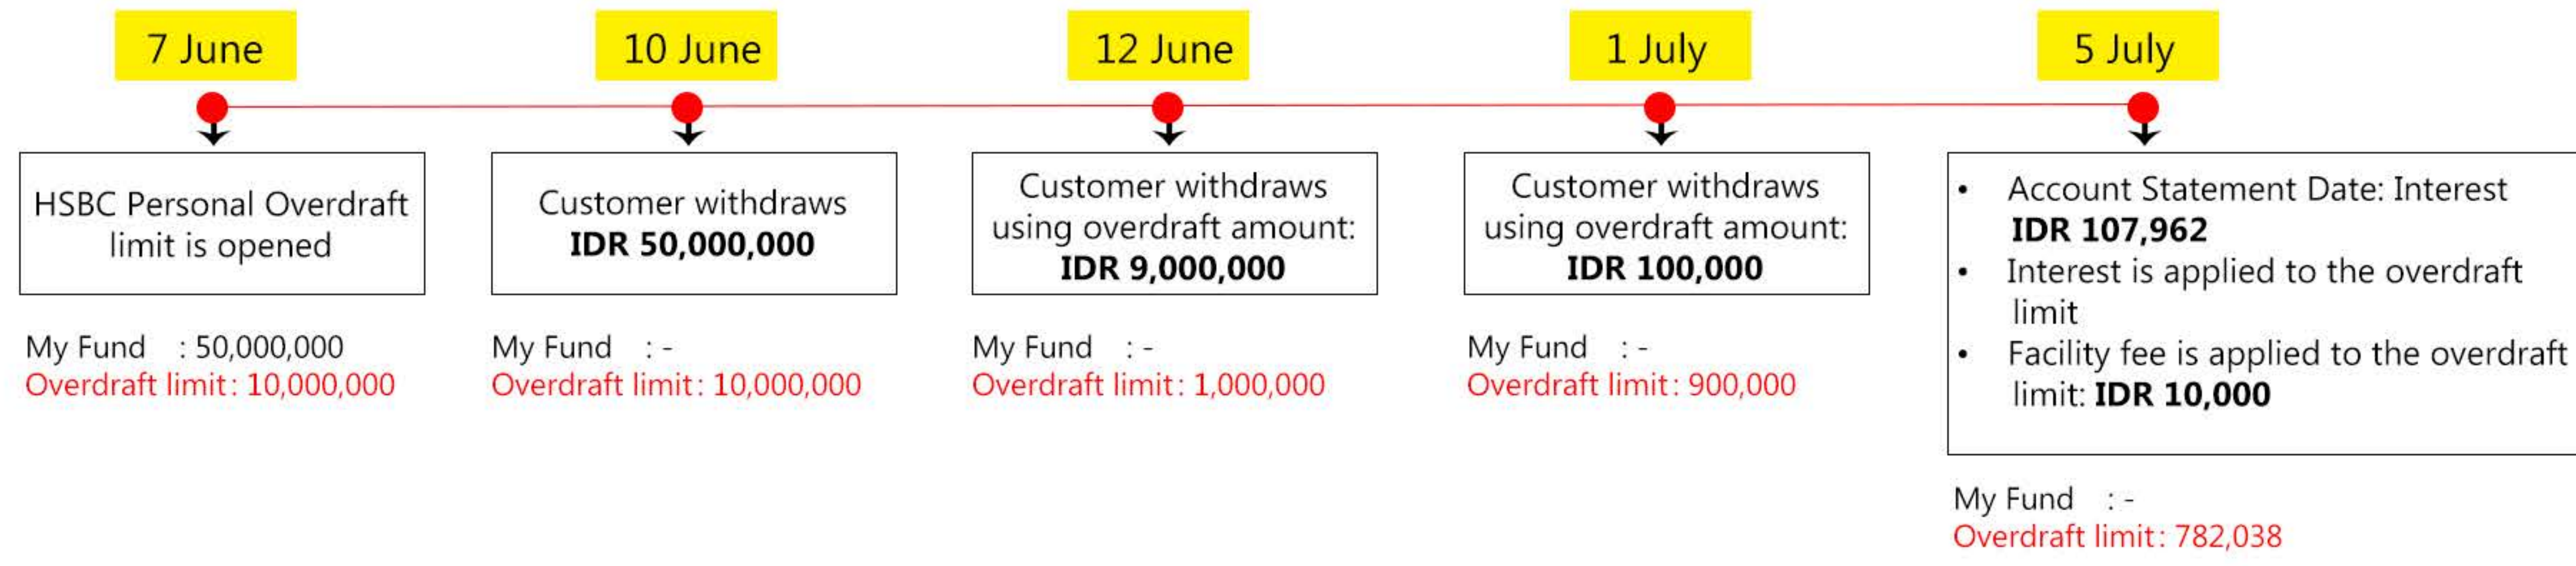 7 June
HSBC Personal Overdraft
limit is opened
My Fund : 50,000,000
Overdraft limit: 10,000,000
10 June
Customer withdraws
IDR 50,000,000
My Fund : -
Overdraft limit: 10,000,000
12 June
Customer withdraws
using overdraft amount:
IDR 9,000,000
My Fund : -
Overdraft limit: 1,000,000
1 July
Customer withdraws
using overdraft amount:
IDR 100,000
My Fund : -
Overdraft limit: 900,000
5 July
• Account Statement Date: Interest
IDR 107,962
• Interest is applied to the overdraft
limit
• Facility fee is applied to the overdraft
limit: IDR 10,000
My Fund : -
Overdraft limit: 782,038